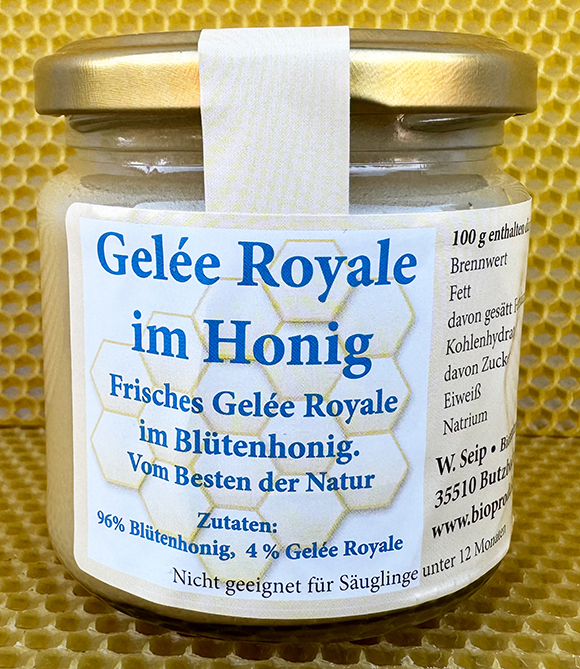 Gelée Royale
im Honig
Frisches Gelée Royale
im Blütenhonig.
Vom Besten der Natur
Zutaten:
96% Blütenhonig, 4 % Gelée Royale
Nicht geeignet für Säuglinge unter 12 Monaten
100 g enthalten
Brennwert
Fett
davon gesätt
Kohlenhydra
davon Zuck
Eiweiß
Natrium
W. Seip •
35510 Butzb
www.biopro